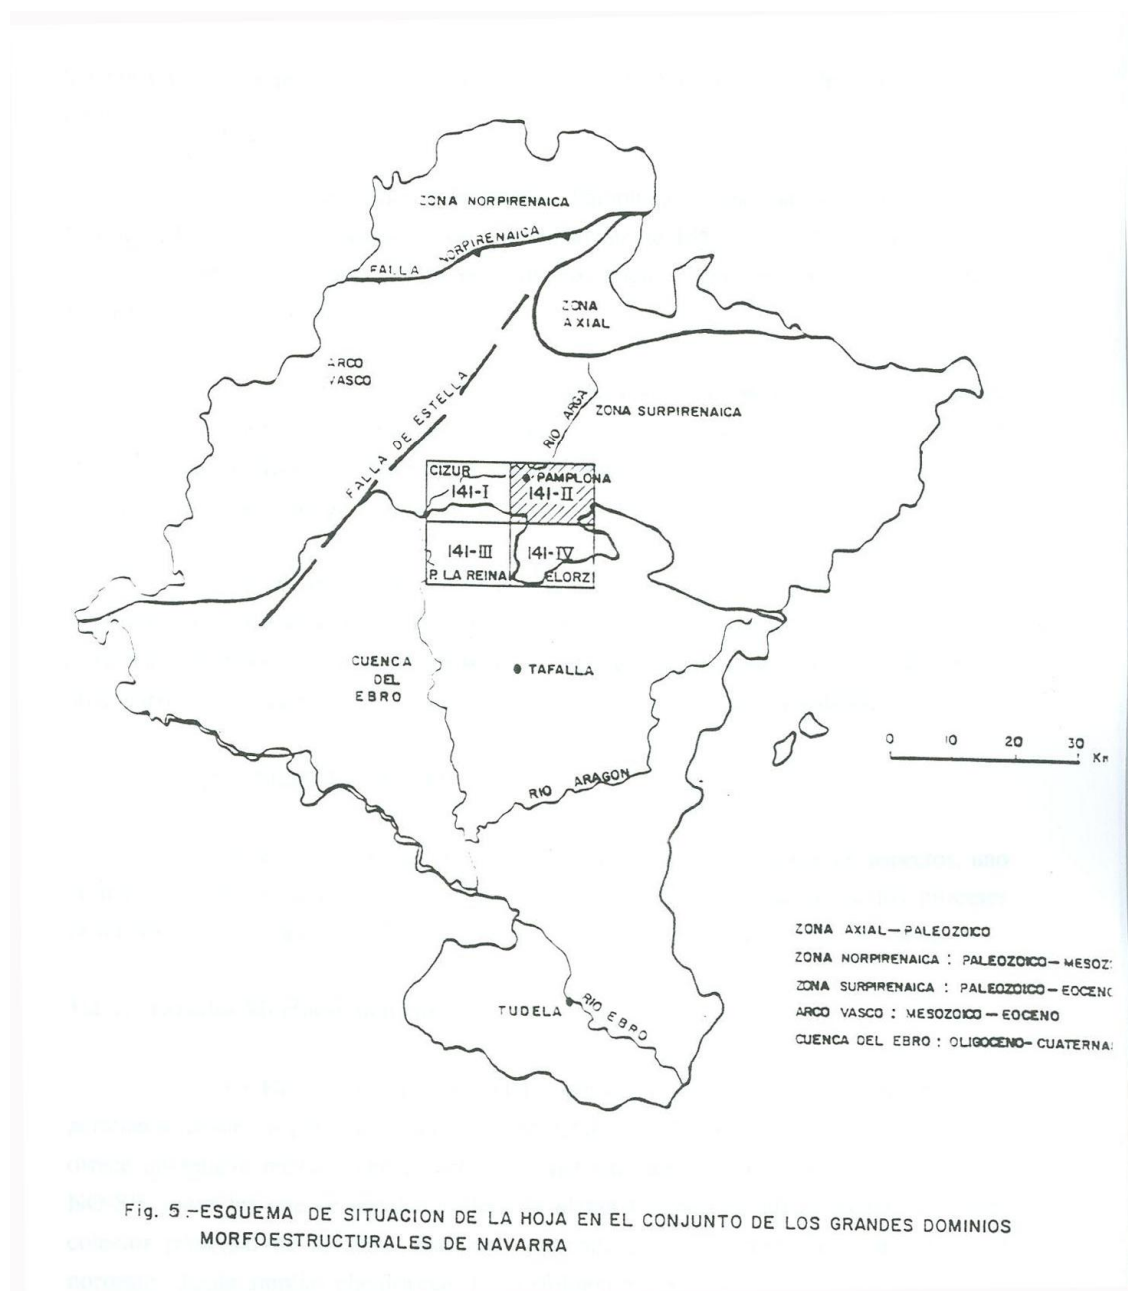 ZONA NORPIRENAICA
FALLA NORPIRENAICA
ZONA
AXIAL
ARCO
VASCO
FALLA DE ESTELLA
RIO ARGA
ZONA SURPIRENAICA
CIZUR
PAMPLONA
141-I
141-II
141-III
141-IV
P. LA REINA
ELORZ
CUENCA
DEL
EBRO
TAFALLA
0 10 20 30
Km
RIO ARAGON
TUDELA
RIO EBRO
ZONA AXIAL—PALEOZOICO
ZONA NORPIRENAICA : PALEOZOICO—MESOZ
ZONA SURPIRENAICA : PALEOZOICO—EOCENO
ARCO VASCO : MESOZOICO—EOCENO
CUENCA DEL EBRO : OLIGOCENO-CUATERNA
Fig. 5.-ESQUEMA DE SITUACION DE LA HOJA EN EL CONJUNTO DE LOS GRANDES DOMINIOS
MORFOESTRUCTURALES DE NAVARRA